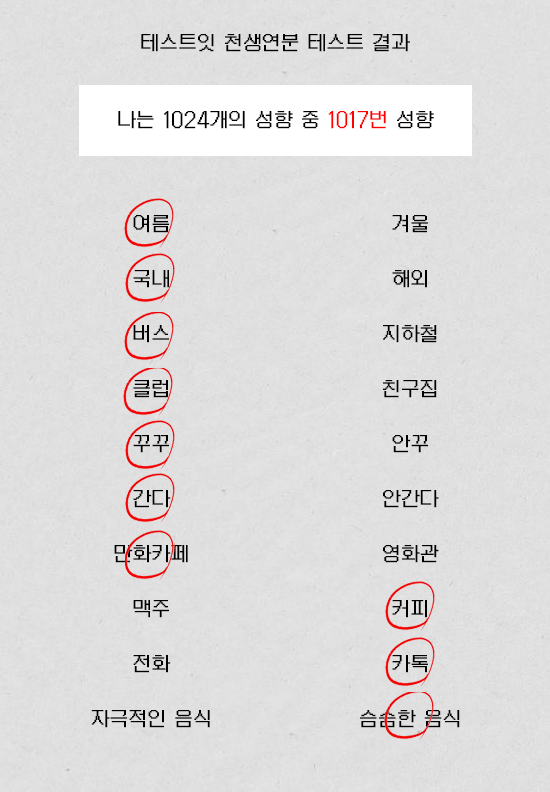 테스트잇 천생연분 테스트 결과
나는 1024개의 성향 중 1017번 성향
여름 겨울
국내 해외
버스 지하철
클럽 친구집
꾸꾸 안꾸
간다 안간다
만화카페 영화관
맥주 커피
전화 카톡
자극적인 음식 슴슴한 음식